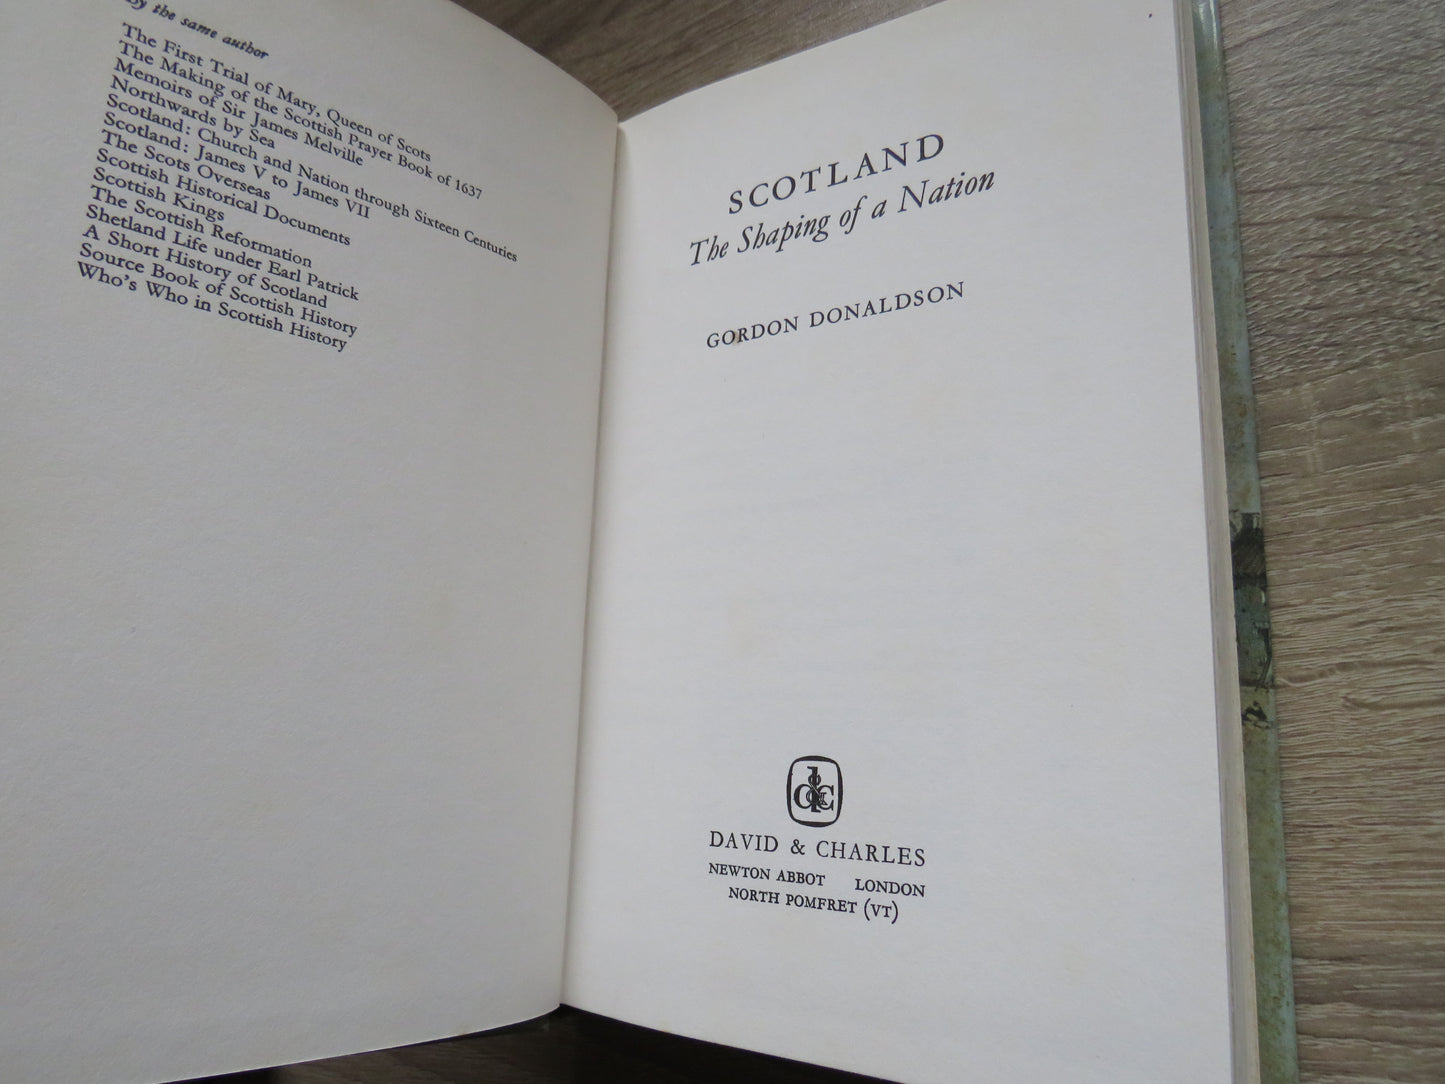 By the same author
The First Trial of Mary, Queen of Scots
The Making of the Scottish Prayer Book of 1637
Memoirs of Sir James Melville
Northwards by Sea
Scotland: Church and Nation through Sixteen Centuries
Scotland: James V to James VII
The Scots Overseas
Scottish Historical Documents
Scottish Kings
The Scottish Reformation
Shetland Life under Earl Patrick
A Short History of Scotland
Source Book of Scottish History
Who's Who in Scottish History
SCOTLAND
The Shaping of a Nation
GORDON DONALDSON
DAVID & CHARLES
NEWTON ABBOT LONDON
NORTH POMFRET (VT)